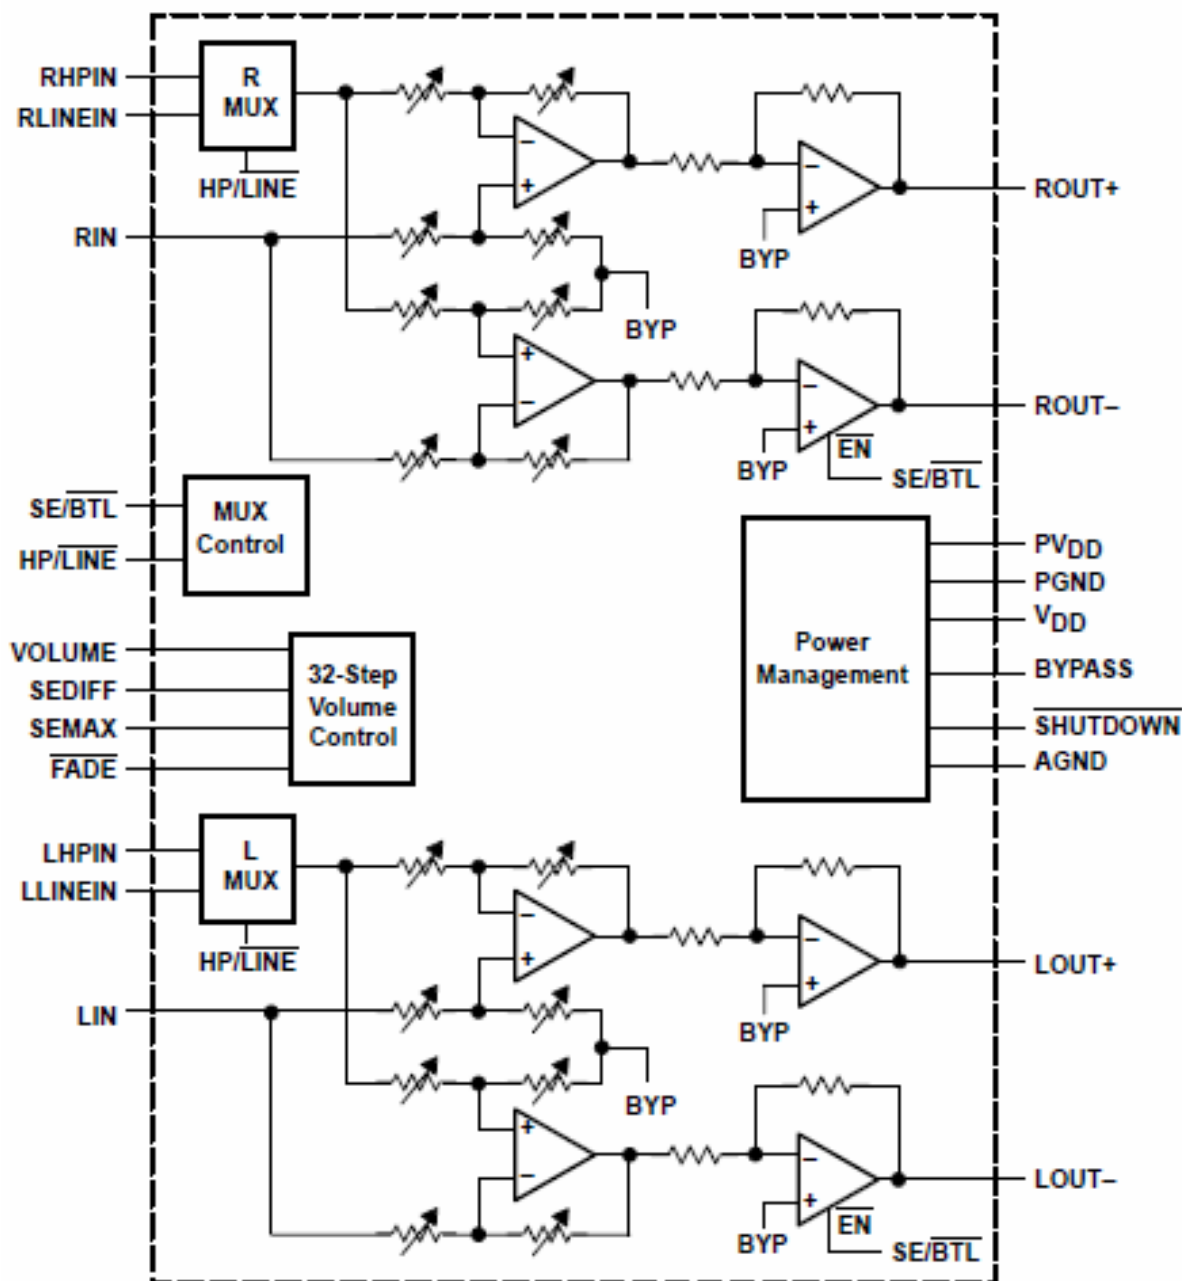 RHPIN
RLINEIN
R
MUX
HP/LINE
−
+
−
+
ROUT+
BYP
RIN
BYP
+
−
−
+
ROUT−
BYP
EN
SE/BTL
SE/BTL
HP/LINE
MUX
Control
VOLUME
SEDIFF
SEMAX
FADE
32-Step
Volume
Control
Power
Management
PVDD
PGND
VDD
BYPASS
SHUTDOWN
AGND
LHPIN
LLINEIN
L
MUX
HP/LINE
−
+
−
+
LOUT+
BYP
LIN
BYP
+
−
−
+
LOUT−
BYP
EN
SE/BTL